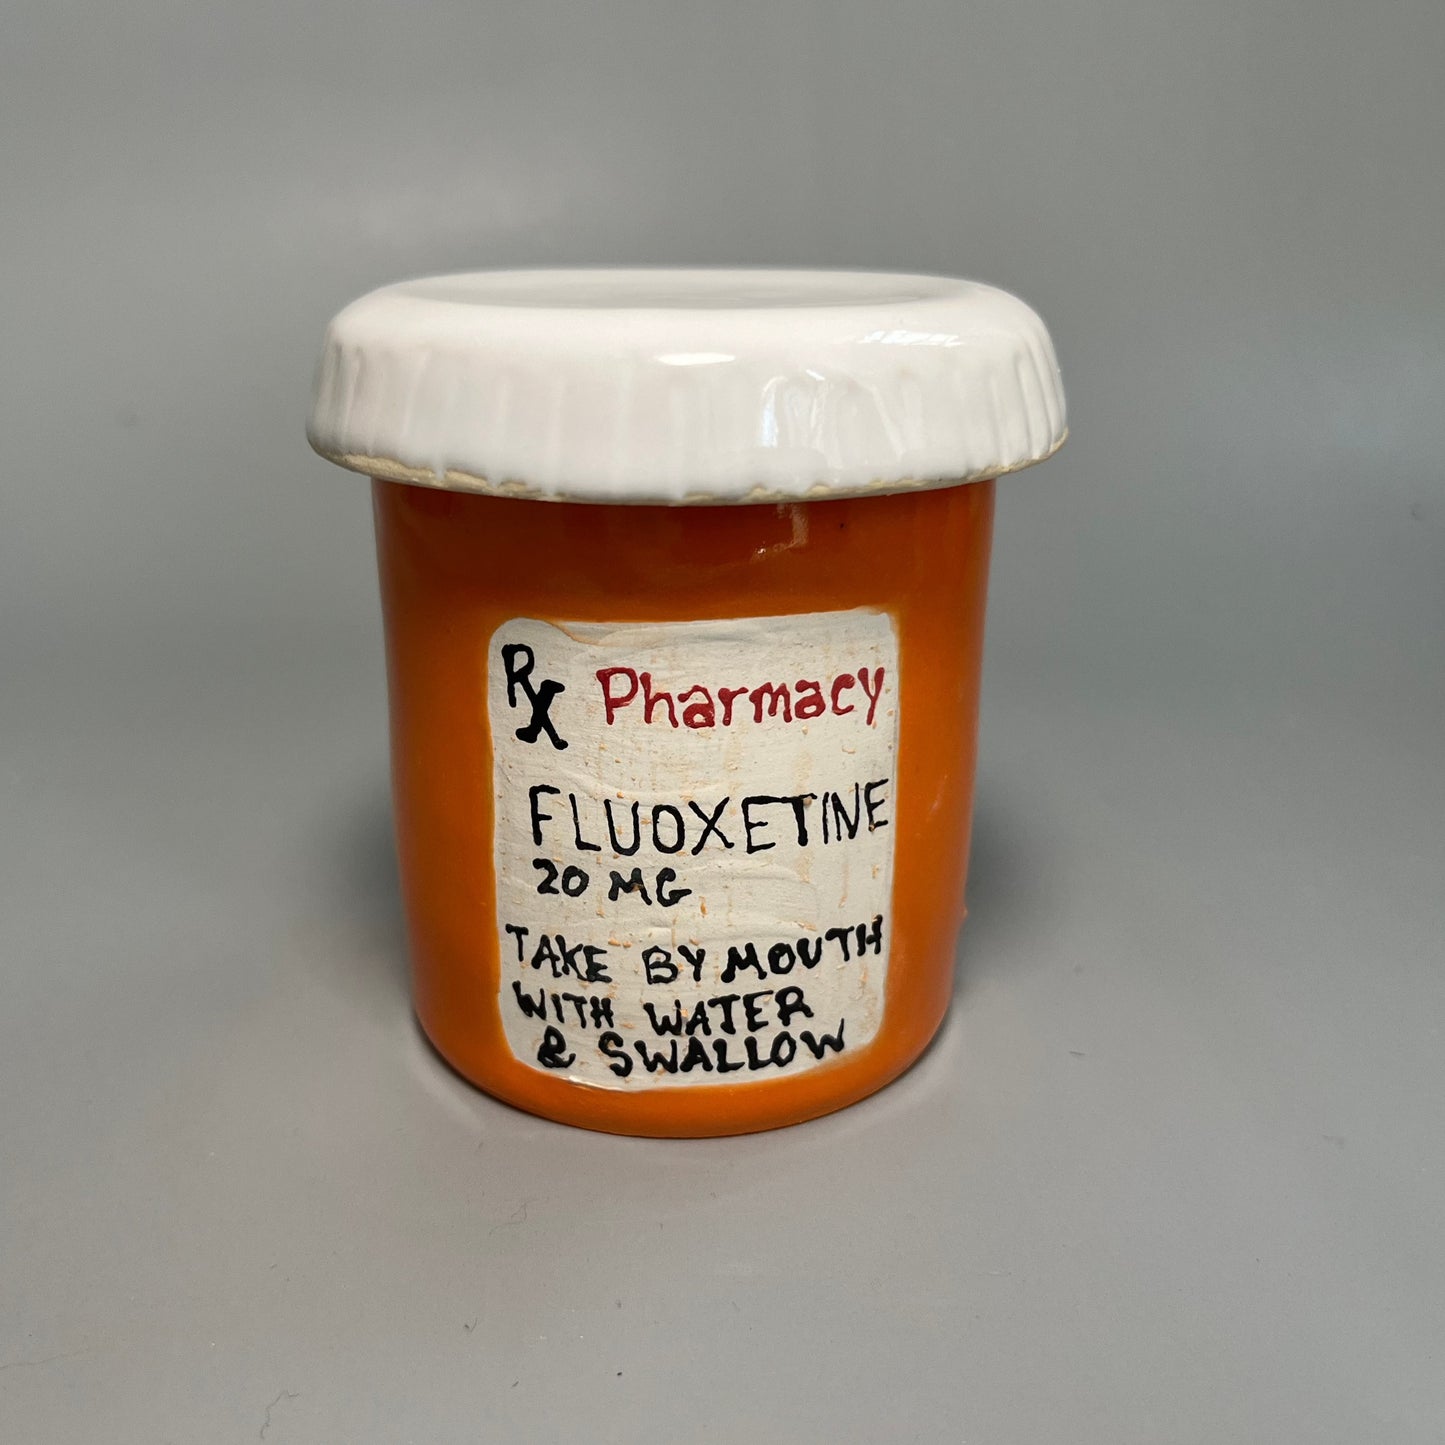 Rx Pharmacy
FLUOXETINE
20 MG
TAKE BY MOUTH
WITH WATER
& SWALLOW